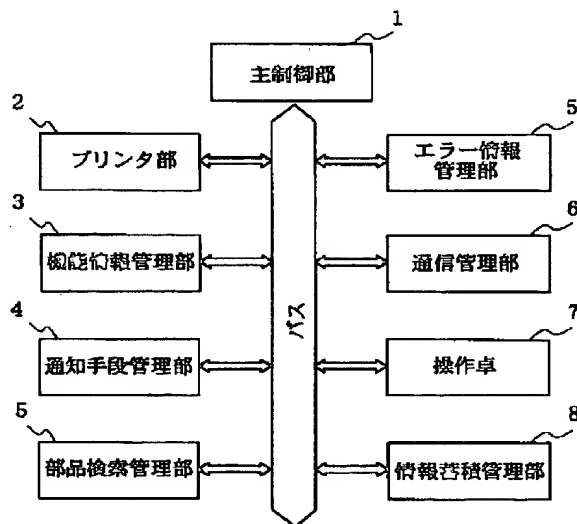 1
主制御部
2
プリンタ部
5
エラー情報
管理部
3
機能情報管理部
6
通信管理部
バス
4
通知手段管理部
7
操作卓
5
部品検察管理部
8
情報蓄積管理部